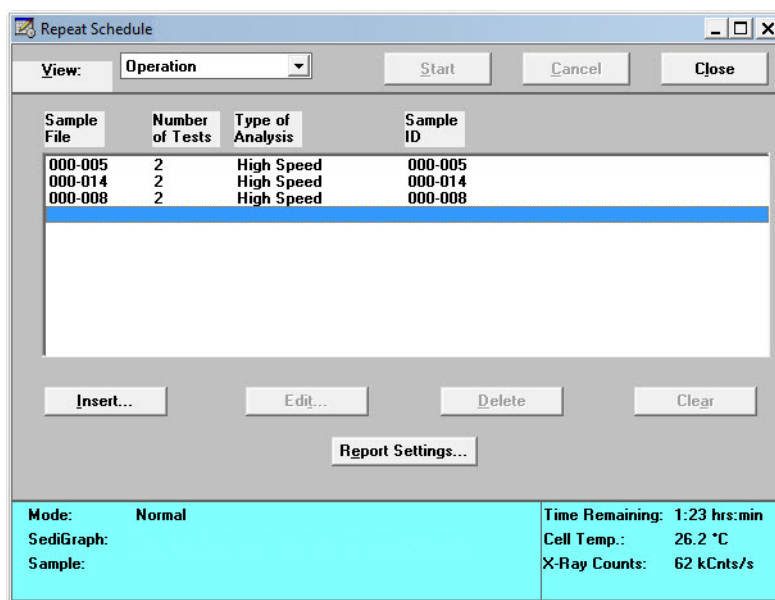 Repeat Schedule
View: Operation Start Cancel Close
Sample File Number of Tests Type of Analysis Sample ID
000-005 2 High Speed 000-005
000-014 2 High Speed 000-014
000-008 2 High Speed 000-008
Insert... Edit... Delete Clear
Report Settings...
Mode: Normal Time Remaining: 1:23 hrs:min
SediGraph: Cell Temp.: 26.2 °C
Sample: X-Ray Counts: 62 kCnts/s